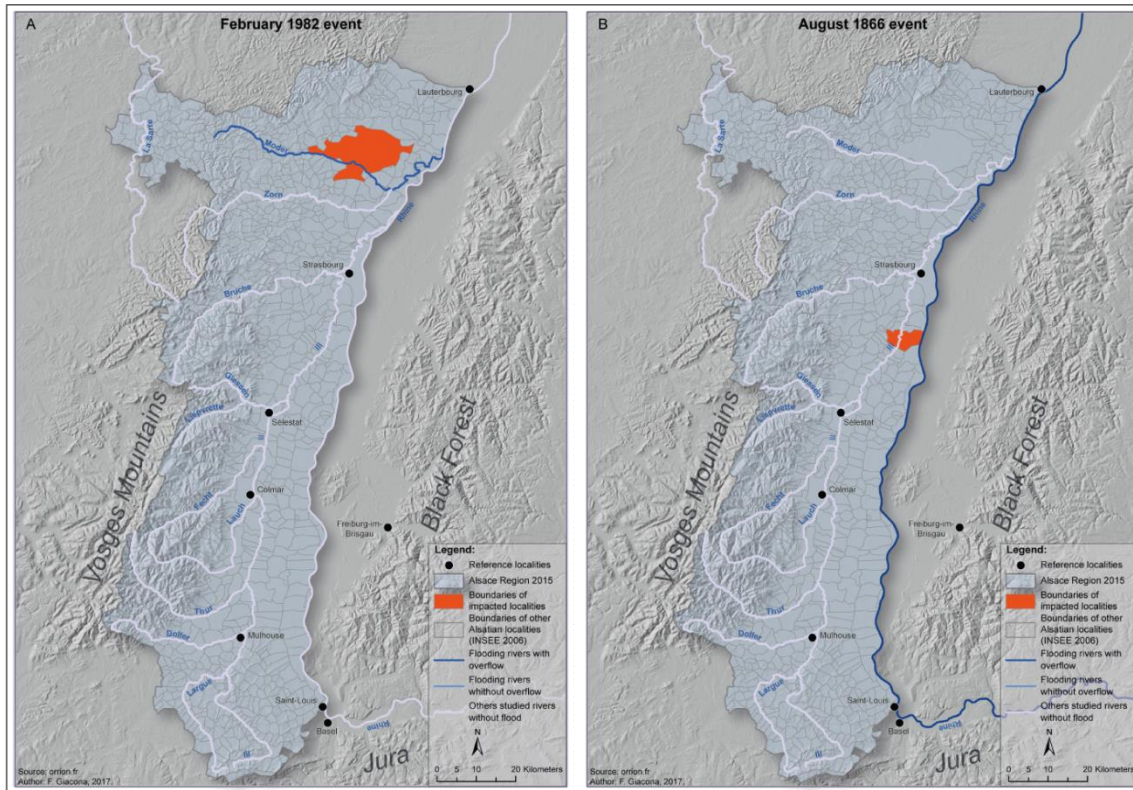 A
February 1982 event
Lauterbourg
La Sarre
Moder
Zorn
Rhine
Strasbourg
Bruche
Ill
Giessen
Liepvrette
Sélestat
Ill
Vosges Mountains
Black Forest
Fecht
Lauch
Colmar
Freiburg-im-
Brisgau
Thur
Doller
Mulhouse
Largue
Saint-Louis
Basel
Rhine
Ill
Jura
Legend:
Reference localities
Alsace Region 2015
Boundaries of
impacted localities
Boundaries of other
Alsatian localities
(INSEE 2006)
Flooding rivers with
overflow
Flooding rivers
whithout overflow
Others studied rivers
without flood
N
0 5 10 20 Kilometers
Source: orrion.fr
Author: F. Giacona, 2017.
B
August 1866 event
Lauterbourg
La Sarre
Moder
Zorn
Rhine
Strasbourg
Bruche
Ill
Giessen
Liepvrette
Sélestat
Ill
Vosges Mountains
Black Forest
Fecht
Lauch
Colmar
Freiburg-im-
Brisgau
Thur
Doller
Mulhouse
Largue
Saint-Louis
Basel
Rhine
Ill
Jura
Legend:
Reference localities
Alsace Region 2015
Boundaries of
impacted localities
Boundaries of other
Alsatian localities
(INSEE 2006)
Flooding rivers with
overflow
Flooding rivers
whithout overflow
Others studied rivers
without flood
N
0 5 10 20 Kilometers
Source: orrion.fr
Author: F. Giacona, 2017.